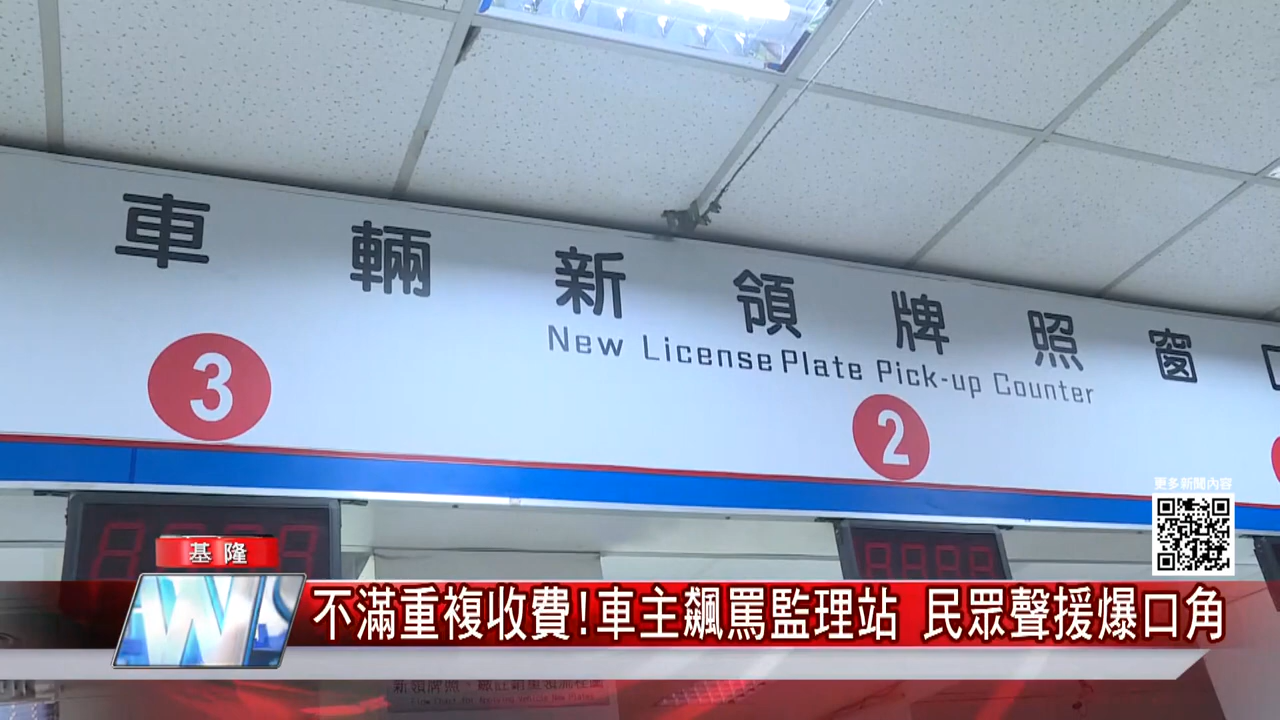 車輛新領牌照窗
New License Plate Pick-up Counter
3
2
更多新聞內容
基隆
不滿重複收費!車主飆罵監理站 民眾聲援爆口角